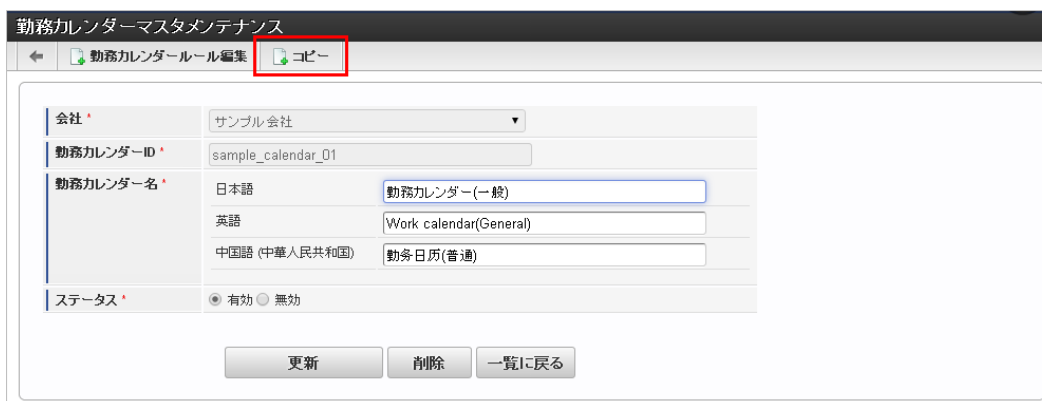 勤務カレンダーマスタメンテナンス
勤務カレンダールール編集 コピー
会社 * サンプル会社
勤務カレンダーID * sample_calendar_01
勤務カレンダー名 * 日本語 勤務カレンダー(一般)
英語 Work calendar(General)
中国語 (中華人民共和国) 勤务日历(普通)
ステータス * 有効 無効
更新 削除 一覧に戻る